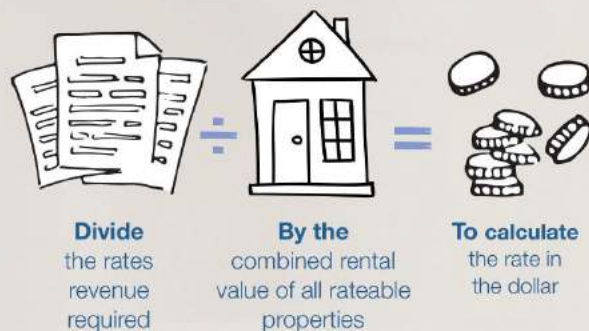 ÷
=
Divide
the rates
revenue
required
By the
combined rental
value of all rateable
properties
To calculate
the rate in
the dollar